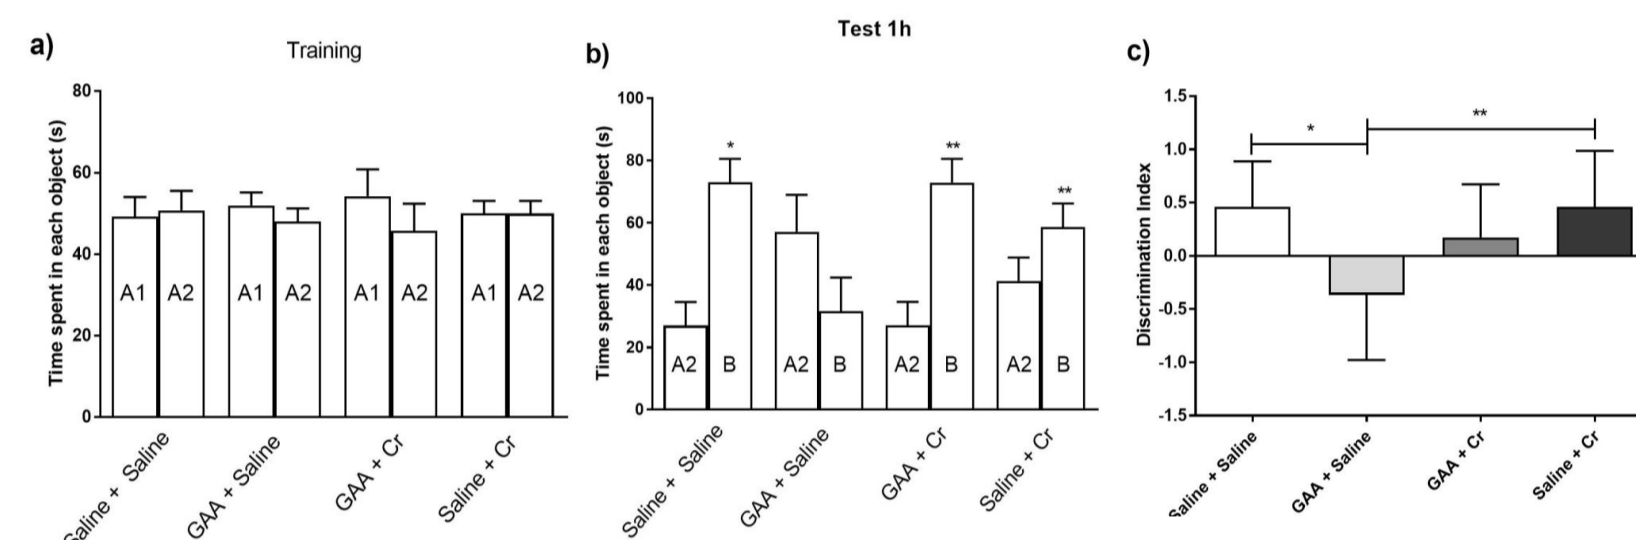 a)
Training
Time spent in each object (s)
80
60
40
20
0
A1 A2 A1 A2 A1 A2 A1 A2
Saline + Saline
GAA + Saline
GAA + Cr
Saline + Cr
b)
Test 1h
Time spent in each object (s)
100
80
60
40
20
0
* ** **
A2 B A2 B A2 B A2 B
Saline + Saline
GAA + Saline
GAA + Cr
Saline + Cr
c)
Discrimination Index
1.5
1.0
0.5
0.0
-0.5
-1.0
-1.5
* **
Saline + Saline
GAA + Saline
GAA + Cr
Saline + Cr